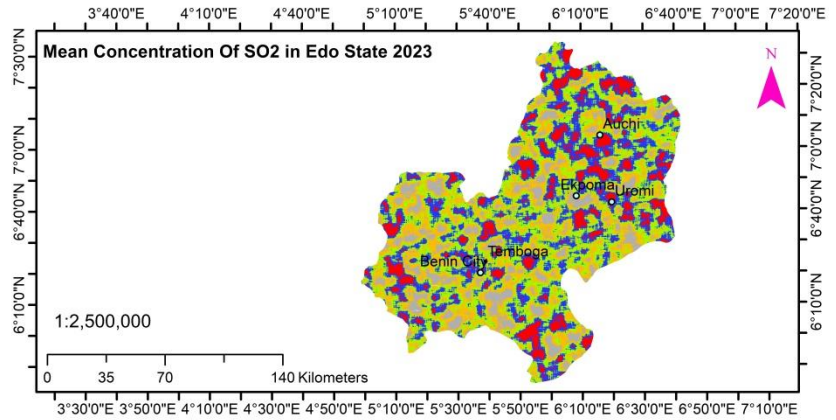 3°40'0"E 4°10'0"E 4°40'0"E 5°10'0"E 5°40'0"E 6°10'0"E 6°40'0"E 7°0'0"E 7°20'0"E
Mean Concentration Of SO2 in Edo State 2023
N
7°30'0"N
7°0'0"N
6°40'0"N
6°10'0"N
7°20'0"N
7°0'0"N
6°40'0"N
6°30'0"N
6°10'0"N
Auchi
Ekpoma
Uromi
Temboga
Benin City
1:2,500,000
0 35 70 140 Kilometers
3°30'0"E 3°50'0"E 4°10'0"E 4°30'0"E 4°50'0"E 5°10'0"E 5°30'0"E 5°50'0"E 6°10'0"E 6°30'0"E 6°50'0"E 7°10'0"E